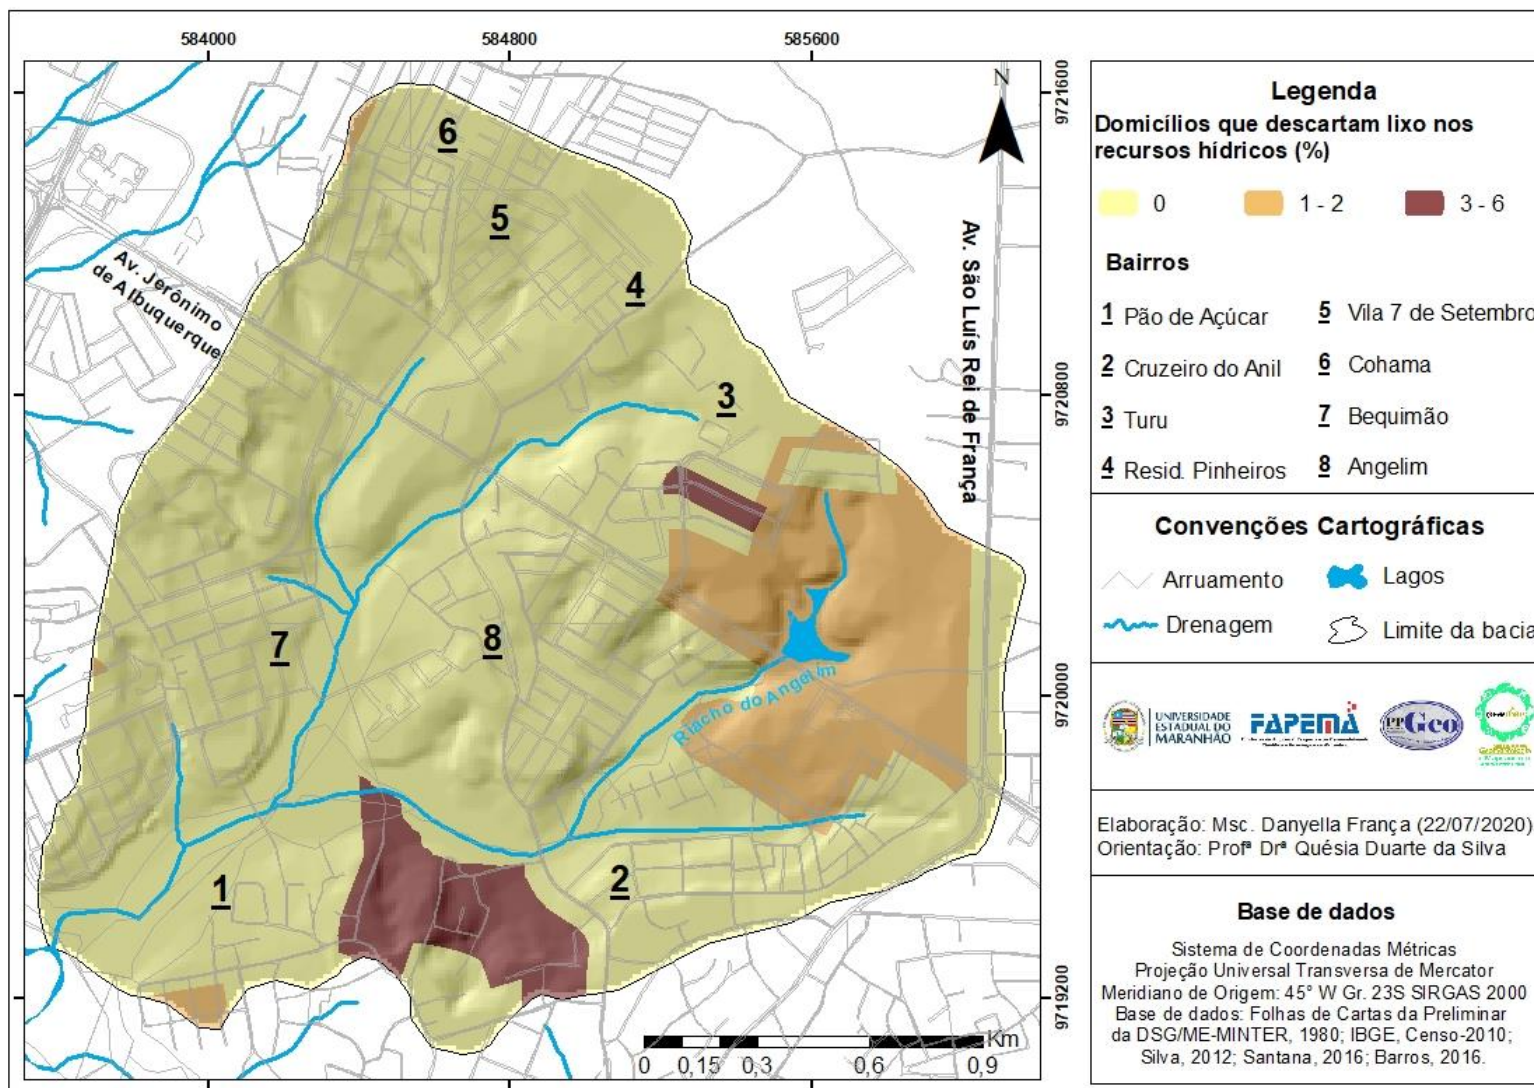 584000
584800
585600
9721600
9720800
9720000
9719200
N
6
5
4
3
7
8
2
1
Av. Jerônimo
de Albuquerque
Av. São Luís Rei de França
Riacho do Angelim
Km
0
0,15
0,3
0,6
0,9
Legenda
Domicílios que descartam lixo nos
recursos hídricos (%)
0
1 - 2
3 - 6
Bairros
1 Pão de Açúcar
5 Vila 7 de Setembro
2 Cruzeiro do Anil
6 Cohama
3 Turu
7 Bequimão
4 Resid. Pinheiros
8 Angelim
Convenções Cartográficas
Arruamento
Lagos
Drenagem
Limite da bacia
UNIVERSIDADE
ESTADUAL DO
MARANHÃO
FAPEMA
PPGeo
Elaboração: Msc. Danyella França (22/07/2020)
Orientação: Profª Drª Quésia Duarte da Silva
Base de dados
Sistema de Coordenadas Métricas
Projeção Universal Transversa de Mercator
Meridiano de Origem: 45° W Gr. 23S SIRGAS 2000
Base de dados: Folhas de Cartas da Preliminar
da DSG/ME-MINTER, 1980; IBGE, Censo-2010;
Silva, 2012; Santana, 2016; Barros, 2016.